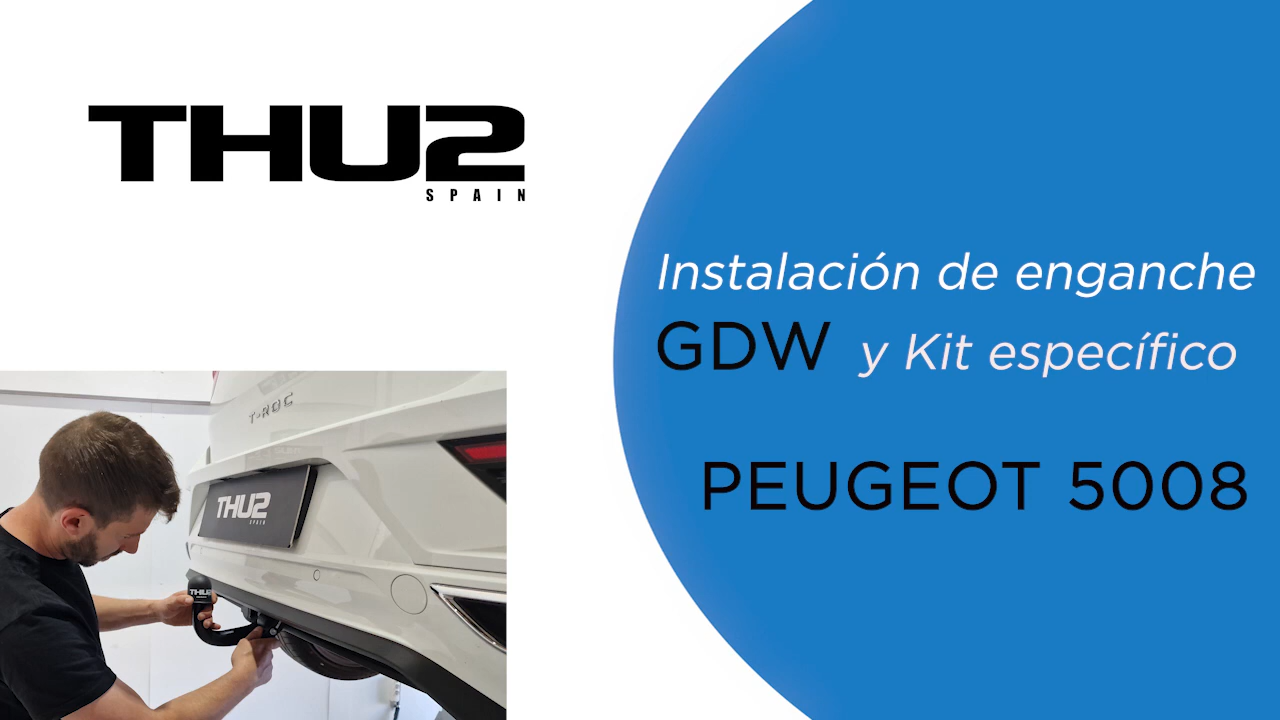 THU2
SPAIN
Instalación de enganche
GDW y Kit específico
PEUGEOT 5008
T-ROC
THU2
SPAIN
THU2